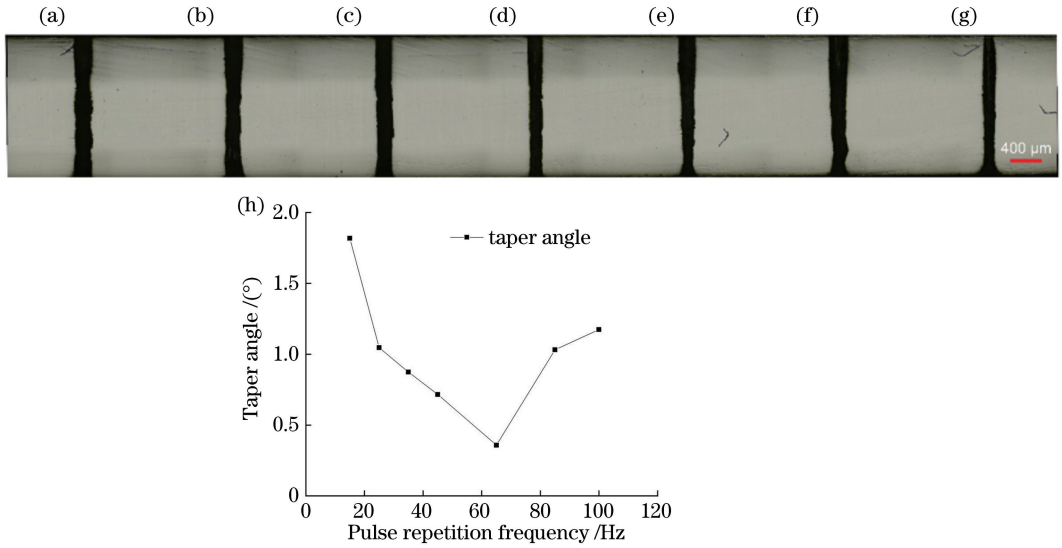 (a) (b) (c) (d) (e) (f) (g)
400 μm
(h)
2.0
taper angle
1.5
1.0
0.5
0
Taper angle /(°)
0 20 40 60 80 100 120
Pulse repetition frequency /Hz